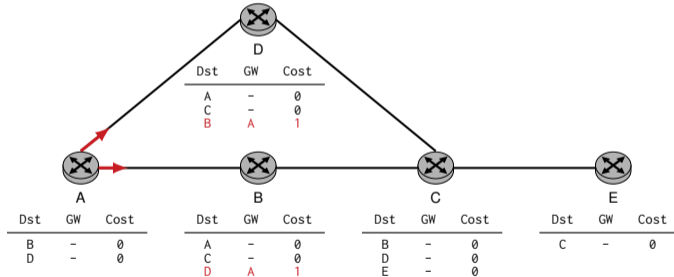 D
Dst GW Cost
A - 0
C - 0
B A 1
A
Dst GW Cost
B - 0
D - 0
B
Dst GW Cost
A - 0
C - 0
D A 1
C
Dst GW Cost
B - 0
D - 0
E - 0
E
Dst GW Cost
C - 0